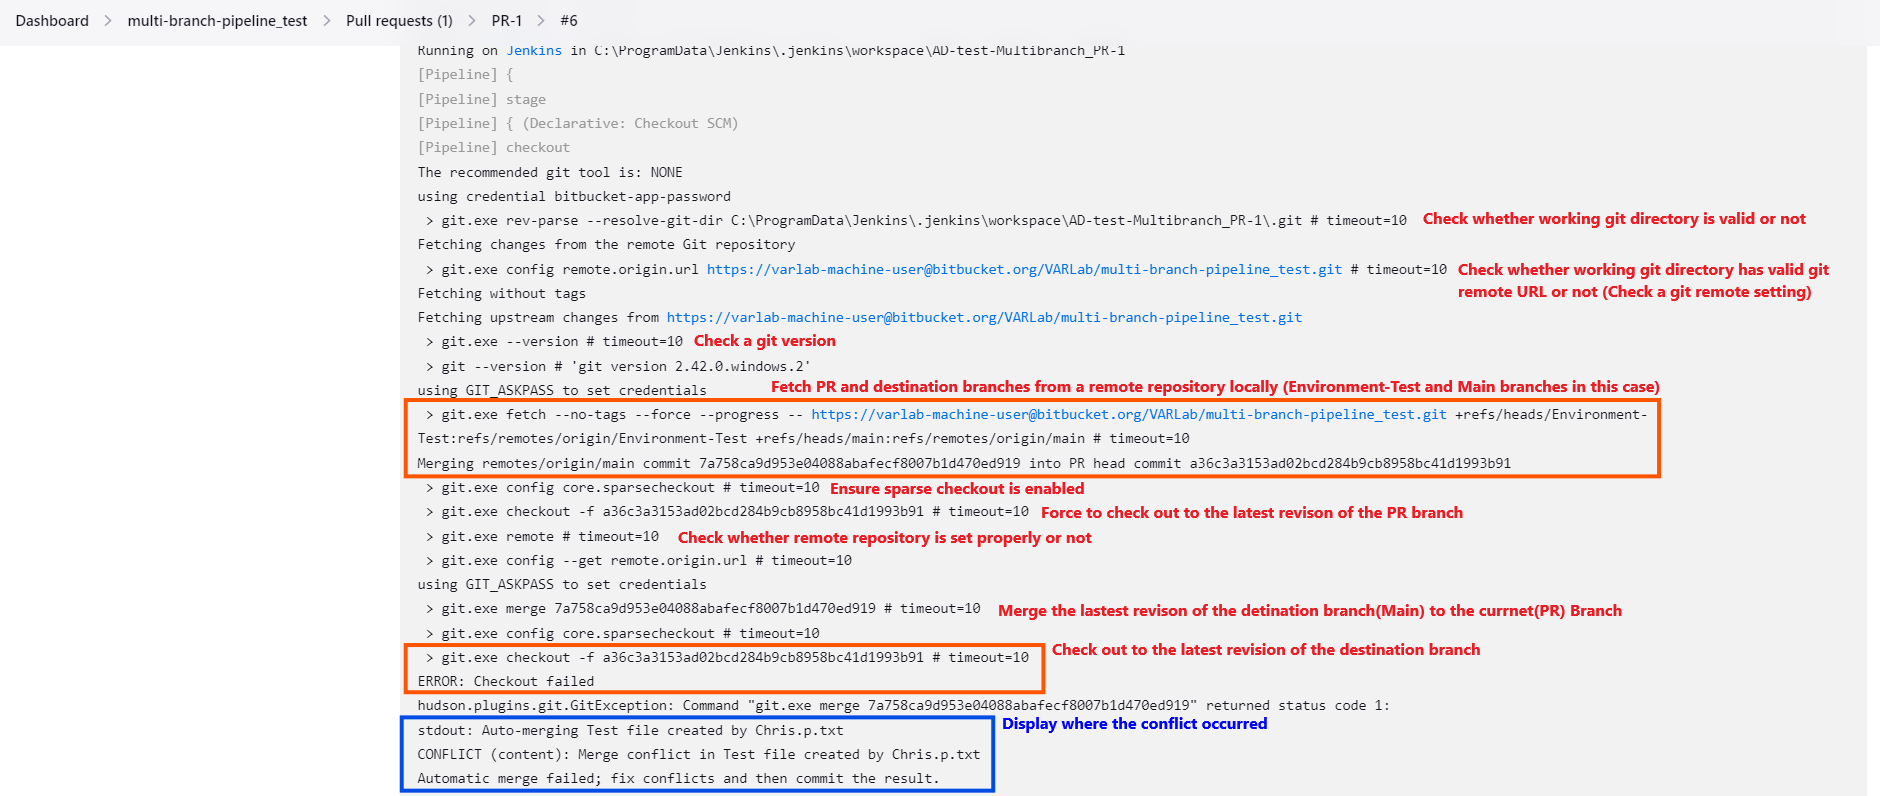 Dashboard > multi-branch-pipeline_test > Pull requests (1) > PR-1 > #6
Running on Jenkins in C:\ProgramData\Jenkins\.jenkins\workspace\AD-test-Multibranch_PR-1
[Pipeline] {
[Pipeline] stage
[Pipeline] { (Declarative: Checkout SCM)
[Pipeline] checkout
The recommended git tool is: NONE
using credential bitbucket-app-password
> git.exe rev-parse --resolve-git-dir C:\ProgramData\Jenkins\.jenkins\workspace\AD-test-Multibranch_PR-1\.git # timeout=10 Check whether working git directory is valid or not
Fetching changes from the remote Git repository
> git.exe config remote.origin.url https://varlab-machine-user@bitbucket.org/VARLab/multi-branch-pipeline_test.git # timeout=10 Check whether working git directory has valid git
remote URL or not (Check a git remote setting)
Fetching without tags
Fetching upstream changes from https://varlab-machine-user@bitbucket.org/VARLab/multi-branch-pipeline_test.git
> git.exe --version # timeout=10 Check a git version
> git --version # 'git version 2.42.0.windows.2'
using GIT_ASKPASS to set credentials Fetch PR and destination branches from a remote repository locally (Environment-Test and Main branches in this case)
> git.exe fetch --no-tags --force --progress -- https://varlab-machine-user@bitbucket.org/VARLab/multi-branch-pipeline_test.git +refs/heads/Environment-
Test:refs/remotes/origin/Environment-Test +refs/heads/main:refs/remotes/origin/main # timeout=10
Merging remotes/origin/main commit 7a758ca9d953e04088abafecf8007b1d470ed919 into PR head commit a36c3a3153ad02bcd284b9cb8958bc41d1993b91
> git.exe config core.sparsecheckout # timeout=10 Ensure sparse checkout is enabled
> git.exe checkout -f a36c3a3153ad02bcd284b9cb8958bc41d1993b91 # timeout=10 Force to check out to the latest revison of the PR branch
> git.exe remote # timeout=10 Check whether remote repository is set properly or not
> git.exe config --get remote.origin.url # timeout=10
using GIT_ASKPASS to set credentials
> git.exe merge 7a758ca9d953e04088abafecf8007b1d470ed919 # timeout=10 Merge the lastest revison of the detination branch(Main) to the currnet(PR) Branch
> git.exe config core.sparsecheckout # timeout=10
> git.exe checkout -f a36c3a3153ad02bcd284b9cb8958bc41d1993b91 # timeout=10 Check out to the latest revision of the destination branch
ERROR: Checkout failed
hudson.plugins.git.GitException: Command "git.exe merge 7a758ca9d953e04088abafecf8007b1d470ed919" returned status code 1:
stdout: Auto-merging Test file created by Chris.p.txt Display where the conflict occurred
CONFLICT (content): Merge conflict in Test file created by Chris.p.txt
Automatic merge failed; fix conflicts and then commit the result.